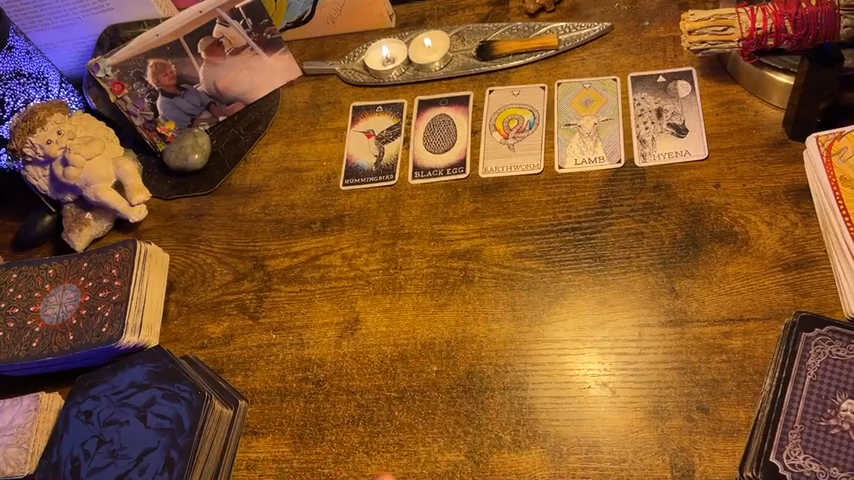 HUMMINGBIRD
BLACK EGG
EARTHWORM
LAMB
HYENA